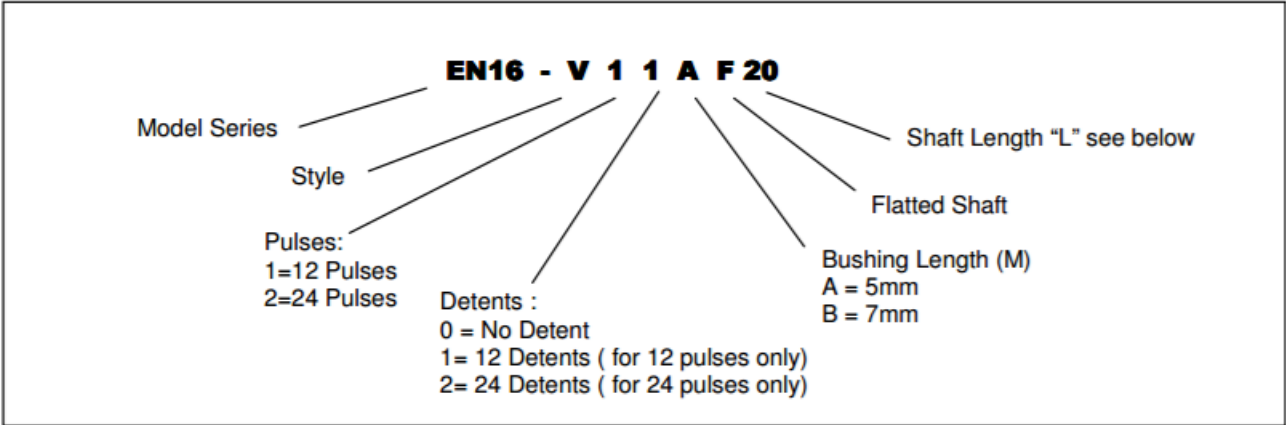 EN16 - V 1 1 A F 20
Model Series
Shaft Length “L” see below
Style
Flatted Shaft
Pulses:
1=12 Pulses
2=24 Pulses
Bushing Length (M)
A = 5mm
B = 7mm
Detents :
0 = No Detent
1= 12 Detents ( for 12 pulses only)
2= 24 Detents ( for 24 pulses only)